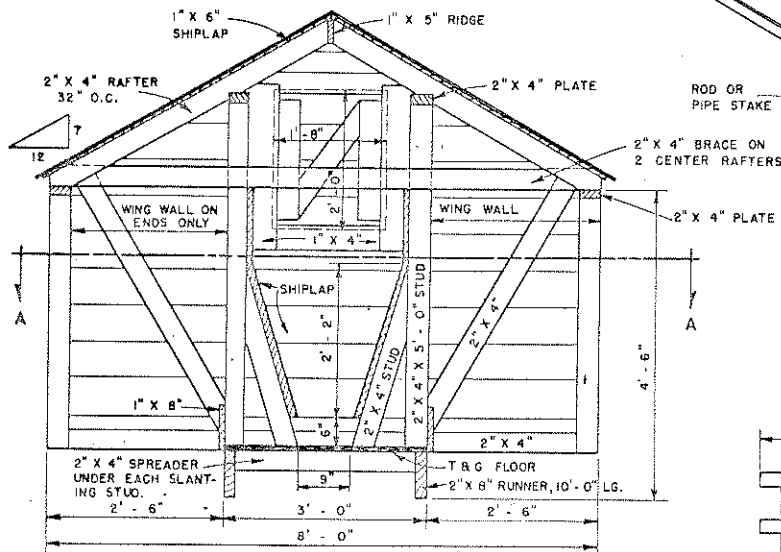 1" X 6"
SHIPLAP
1" X 5" RIDGE
2" X 4" RAFTER
32" O.C.
2" X 4" PLATE
ROD OR
PIPE STAKE
7
12
1'-8"
2'-0"
2" X 4" BRACE ON
2 CENTER RAFTERS
WING WALL ON
ENDS ONLY
WING WALL
2" X 4" PLATE
1" X 4"
A
A
SHIPLAP
2'-2"
2" X 4" STUD
2" X 4" X 5'-0" STUD
2" X 4"
4'-6"
1" X 8"
6"
2" X 4"
2" X 4" SPREADER
UNDER EACH SLANT-
ING STUD.
9"
T & G FLOOR
2" X 8" RUNNER, 10'-0" LG.
2'-6"
3'-0"
2'-6"
8'-0"